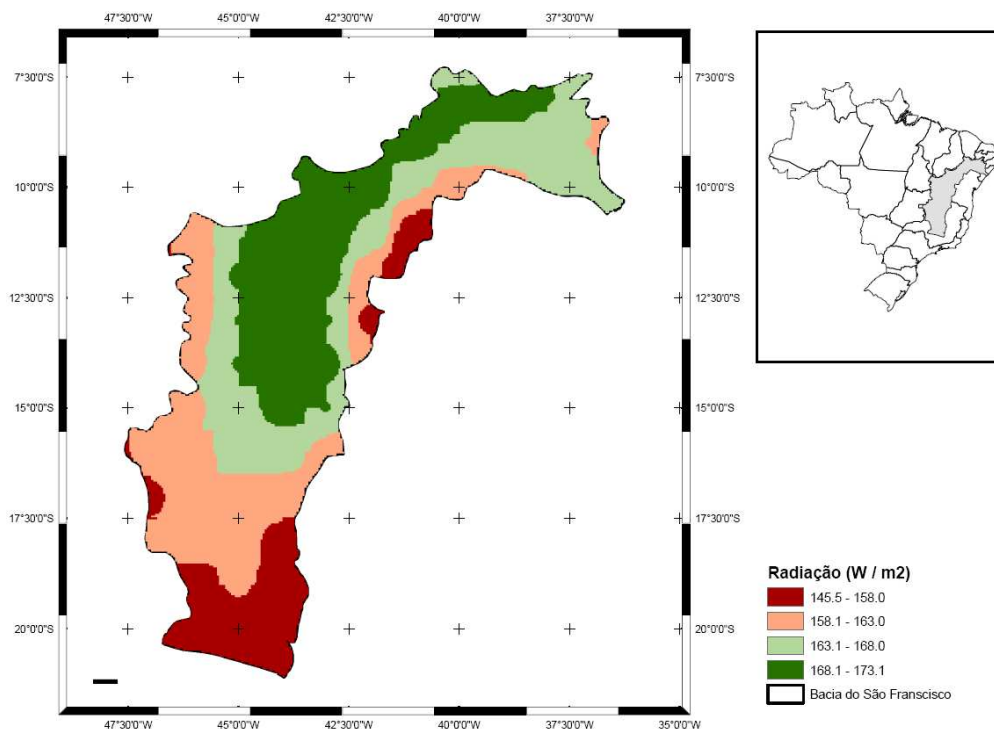 47°30'0"W 45°0'0"W 42°30'0"W 40°0'0"W 37°30'0"W
7°30'0"S 7°30'0"S
10°0'0"S 10°0'0"S
12°30'0"S 12°30'0"S
15°0'0"S 15°0'0"S
17°30'0"S 17°30'0"S
20°0'0"S 20°0'0"S
47°30'0"W 45°0'0"W 42°30'0"W 40°0'0"W 37°30'0"W 35°0'0"W
Radiação (W / m2)
145.5 - 158.0
158.1 - 163.0
163.1 - 168.0
168.1 - 173.1
Bacia do São Franscisco